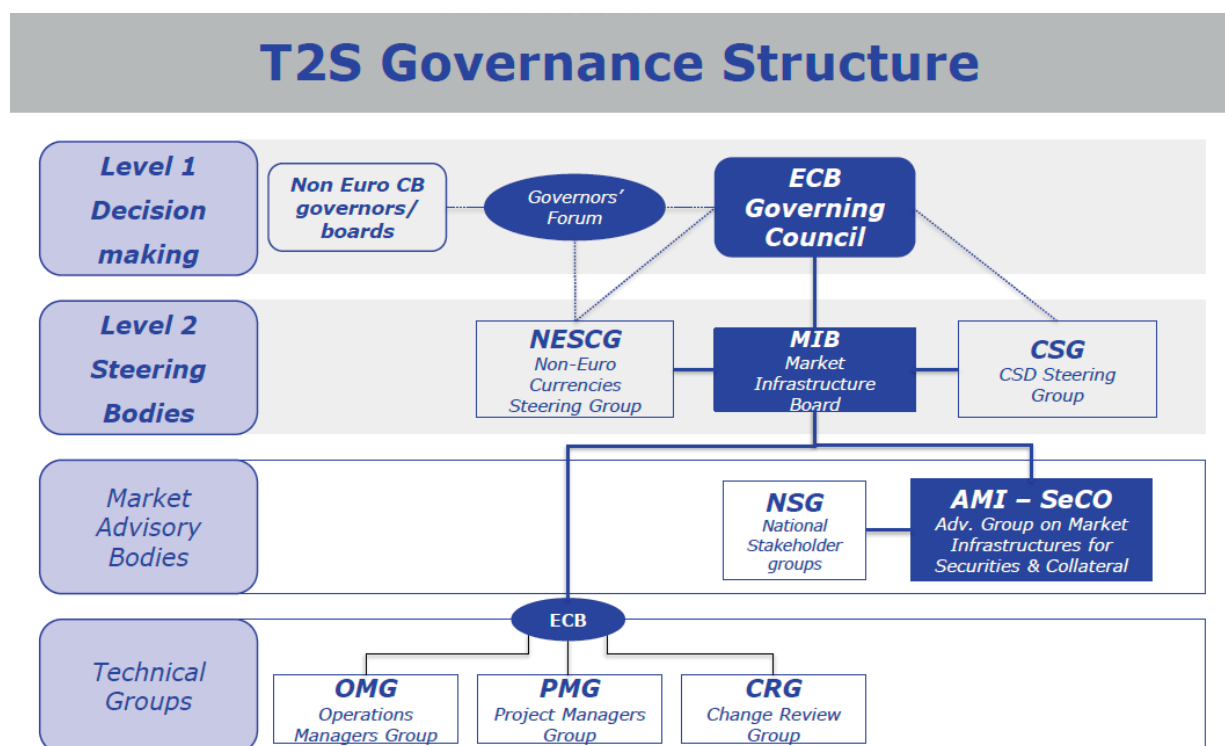 T2S Governance Structure
Level 1
Decision
making
Non Euro CB
governors/
boards
Governors'
Forum
ECB
Governing
Council
Level 2
Steering
Bodies
NESCG
Non-Euro
Currencies
Steering Group
MIB
Market
Infrastructure
Board
CSG
CSD Steering
Group
Market
Advisory
Bodies
NSG
National
Stakeholder
groups
AMI – SeCO
Adv. Group on Market
Infrastructures for
Securities & Collateral
ECB
Technical
Groups
OMG
Operations
Managers Group
PMG
Project Managers
Group
CRG
Change Review
Group